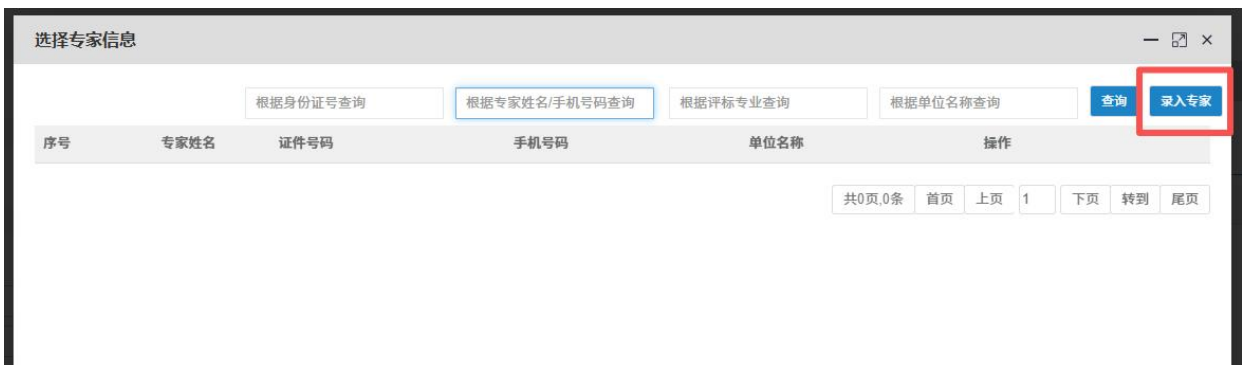 选择专家信息
根据身份证号查询 根据专家姓名/手机号码查询 根据评标专业查询 根据单位名称查询 查询 录入专家
序号 专家姓名 证件号码 手机号码 单位名称 操作
共0页,0条 首页 上页 1 下页 转到 尾页